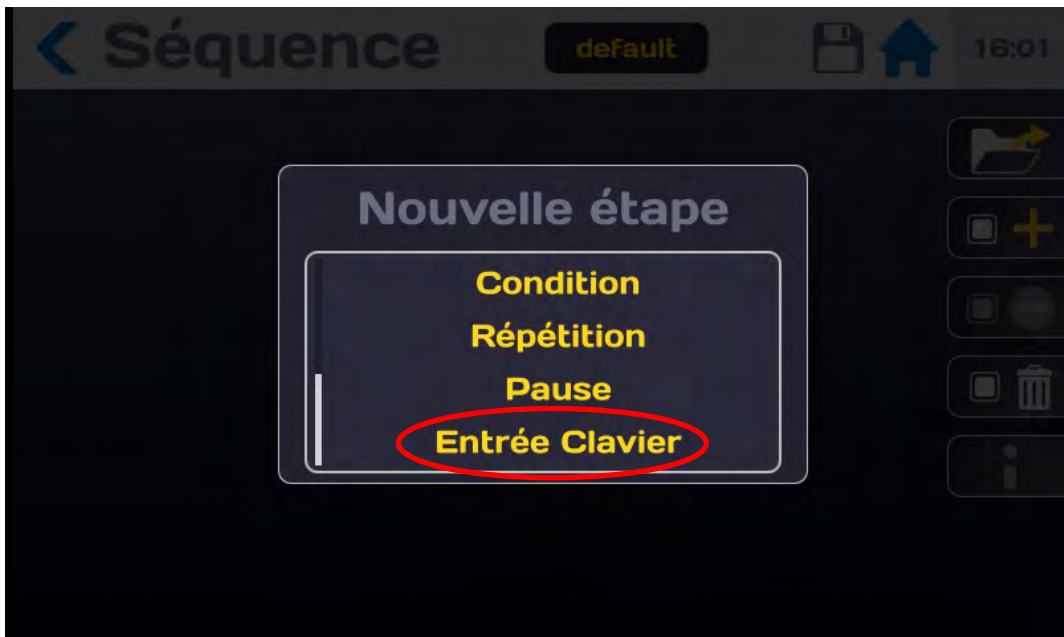 Séquence default 16:01
Nouvelle étape
Condition
Répétition
Pause
Entrée Clavier